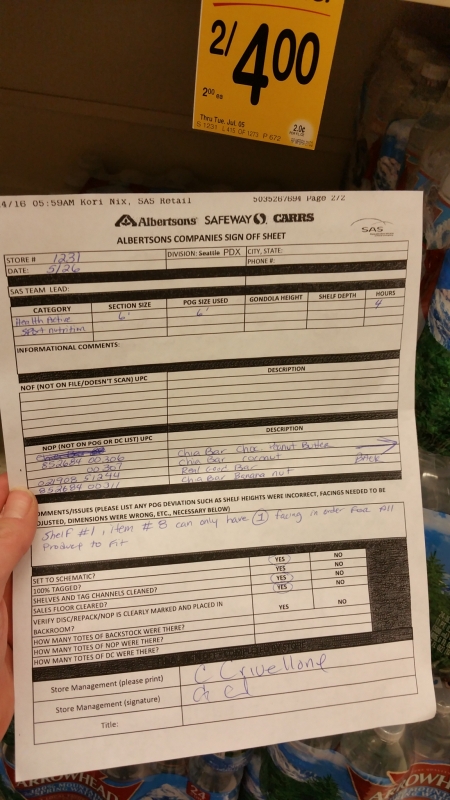 2/4.00
2.00 ea
Thru Tue. Jul. 05
4/16 05:59AM Kori Nix, SAS Retail 5035267694 Page 2/2
Albertsons SAFEWAY CARRS
SAS
ALBERTSONS COMPANIES SIGN OFF SHEET
STORE # 1231 DIVISION: Seattle PDX CITY, STATE:
DATE: 5/26 PHONE #:
SAS TEAM LEAD:
CATEGORY SECTION SIZE POG SIZE USED GONDOLA HEIGHT SHELF DEPTH HOURS
Health Active 6' 6' 4
Sport nutrition
INFORMATIONAL COMMENTS:
NOF (NOT ON FILE/DOESN'T SCAN) UPC DESCRIPTION
NOP (NOT ON POG OR DC LIST) UPC DESCRIPTION
Chia Bar Choc Peanut Butter
852684 00306 Chia Bar coconut
00307 Bar BACK
021908 Chia Bar Banana nut
852684 00311
OMMENTS/ISSUES (PLEASE LIST ANY POG DEVIATION SUCH AS SHELF HEIGHTS WERE INCORRECT, FACINGS NEEDED TO BE
DJUSTED, DIMENSIONS WERE WRONG, ETC., NECESSARY BELOW)
Shelf #1, item #8 can only have 1 facing in order for All
Product to Fit
SET TO SCHEMATIC? YES NO
100% TAGGED? YES NO
SHELVES AND TAG CHANNELS CLEANED? YES NO
SALES FLOOR CLEARED? YES NO
VERIFY DISC/REPACK/NOP IS CLEARLY MARKED AND PLACED IN YES NO
BACKROOM?
HOW MANY TOTES OF BACKSTOCK WERE THERE?
HOW MANY TOTES OF NOP WERE THERE?
HOW MANY TOTES OF DC WERE THERE?
Store Management (please print) C Crivellone
Store Management (signature)
Title:
ARROWHEAD
ARROWHEAD